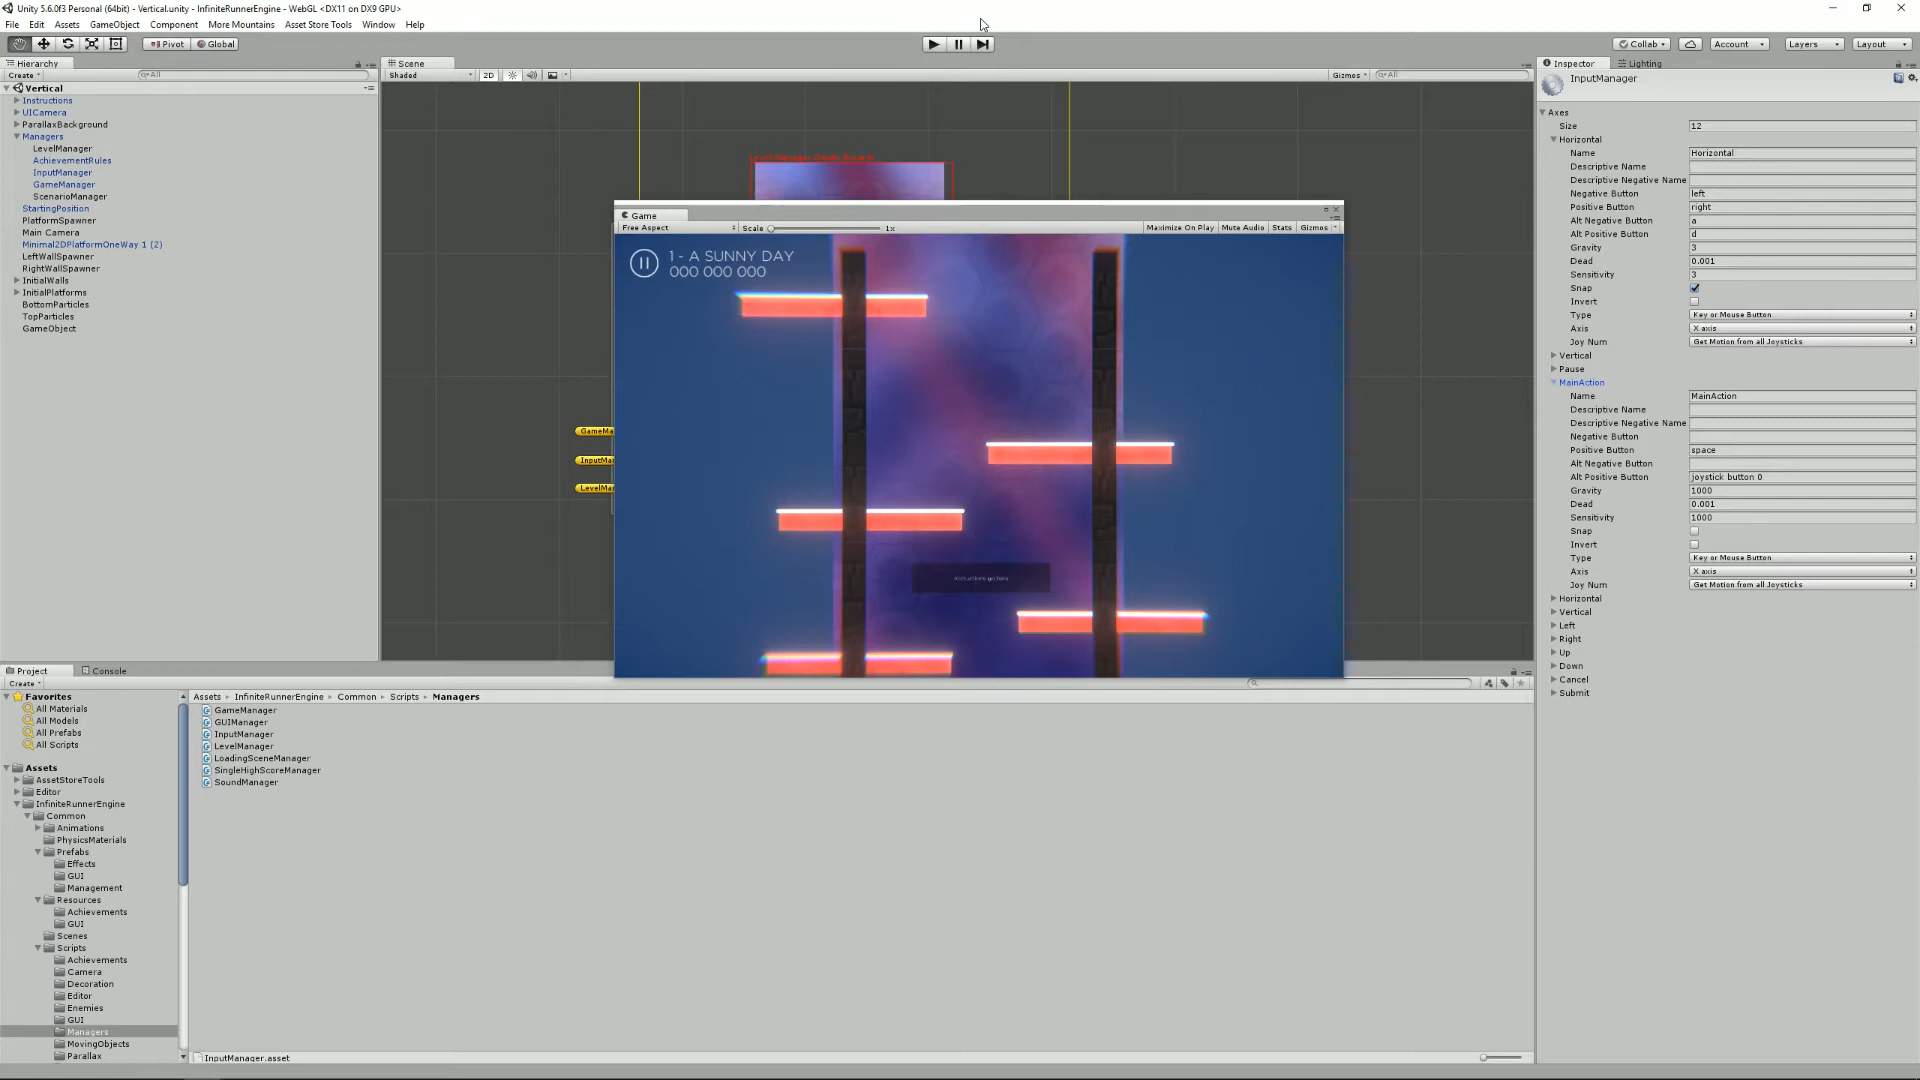 Unity 5.6.0f3 Personal (64bit) - Vertical.unity - InfiniteRunnerEngine - WebGL <DX11 on DX9 GPU>
File Edit Assets GameObject Component More Mountains Asset Store Tools Window Help
Pivot Global
Collab Account Layers Layout
Hierarchy
Create All
Vertical
Instructions
UICamera
ParallaxBackground
Managers
LevelManager
AchievementRules
InputManager
GameManager
ScenarioManager
StartingPosition
PlatformSpawner
Main Camera
Minimal2DPlatformOneWay 1 (2)
LeftWallSpawner
RightWallSpawner
InitialWalls
InitialPlatforms
BottomParticles
TopParticles
GameObject
Scene
Shaded 2D Gizmos All
Level Manager Death Bounds
GameMa
InputMan
LevelMan
Game
Free Aspect Scale 1x Maximize On Play Mute Audio Stats Gizmos
1 - A SUNNY DAY
000 000 000
Instructions go here
Inspector Lighting
InputManager
Axes
Size 12
Horizontal
Name Horizontal
Descriptive Name
Descriptive Negative Name
Negative Button left
Positive Button right
Alt Negative Button a
Alt Positive Button d
Gravity 3
Dead 0.001
Sensitivity 3
Snap
Invert
Type Key or Mouse Button
Axis X axis
Joy Num Get Motion from all Joysticks
Vertical
Pause
MainAction
Name MainAction
Descriptive Name
Descriptive Negative Name
Negative Button
Positive Button space
Alt Negative Button
Alt Positive Button joystick button 0
Gravity 1000
Dead 0.001
Sensitivity 1000
Snap
Invert
Type Key or Mouse Button
Axis X axis
Joy Num Get Motion from all Joysticks
Horizontal
Vertical
Left
Right
Up
Down
Cancel
Submit
Project Console
Create
Favorites
All Materials
All Models
All Prefabs
All Scripts
Assets
AssetStoreTools
Editor
InfiniteRunnerEngine
Common
Animations
PhysicsMaterials
Prefabs
Effects
GUI
Management
Resources
Achievements
GUI
Scenes
Scripts
Achievements
Camera
Decoration
Editor
Enemies
GUI
Managers
MovingObjects
Parallax
Assets InfiniteRunnerEngine Common Scripts Managers
GameManager
GUIManager
InputManager
LevelManager
LoadingSceneManager
SingleHighScoreManager
SoundManager
InputManager.asset